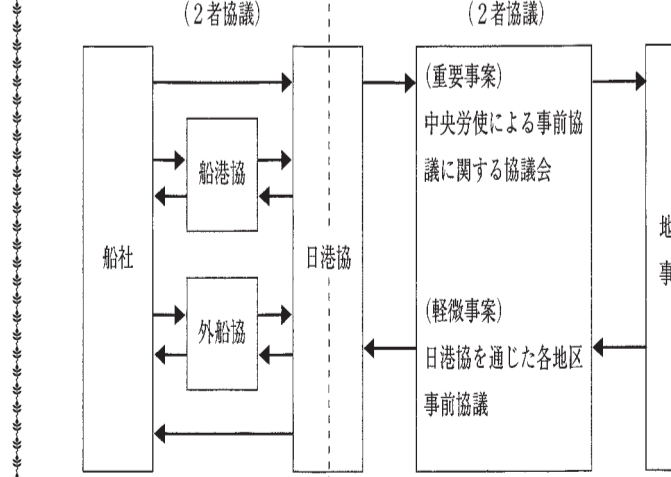 (２者協議)
(２者協議)
船社
船港協
外船協
日港協
(重要事案)
中央労使による事前協
議に関する協議会
(軽微事案)
日港協を通じた各地区
事前協議
地
事